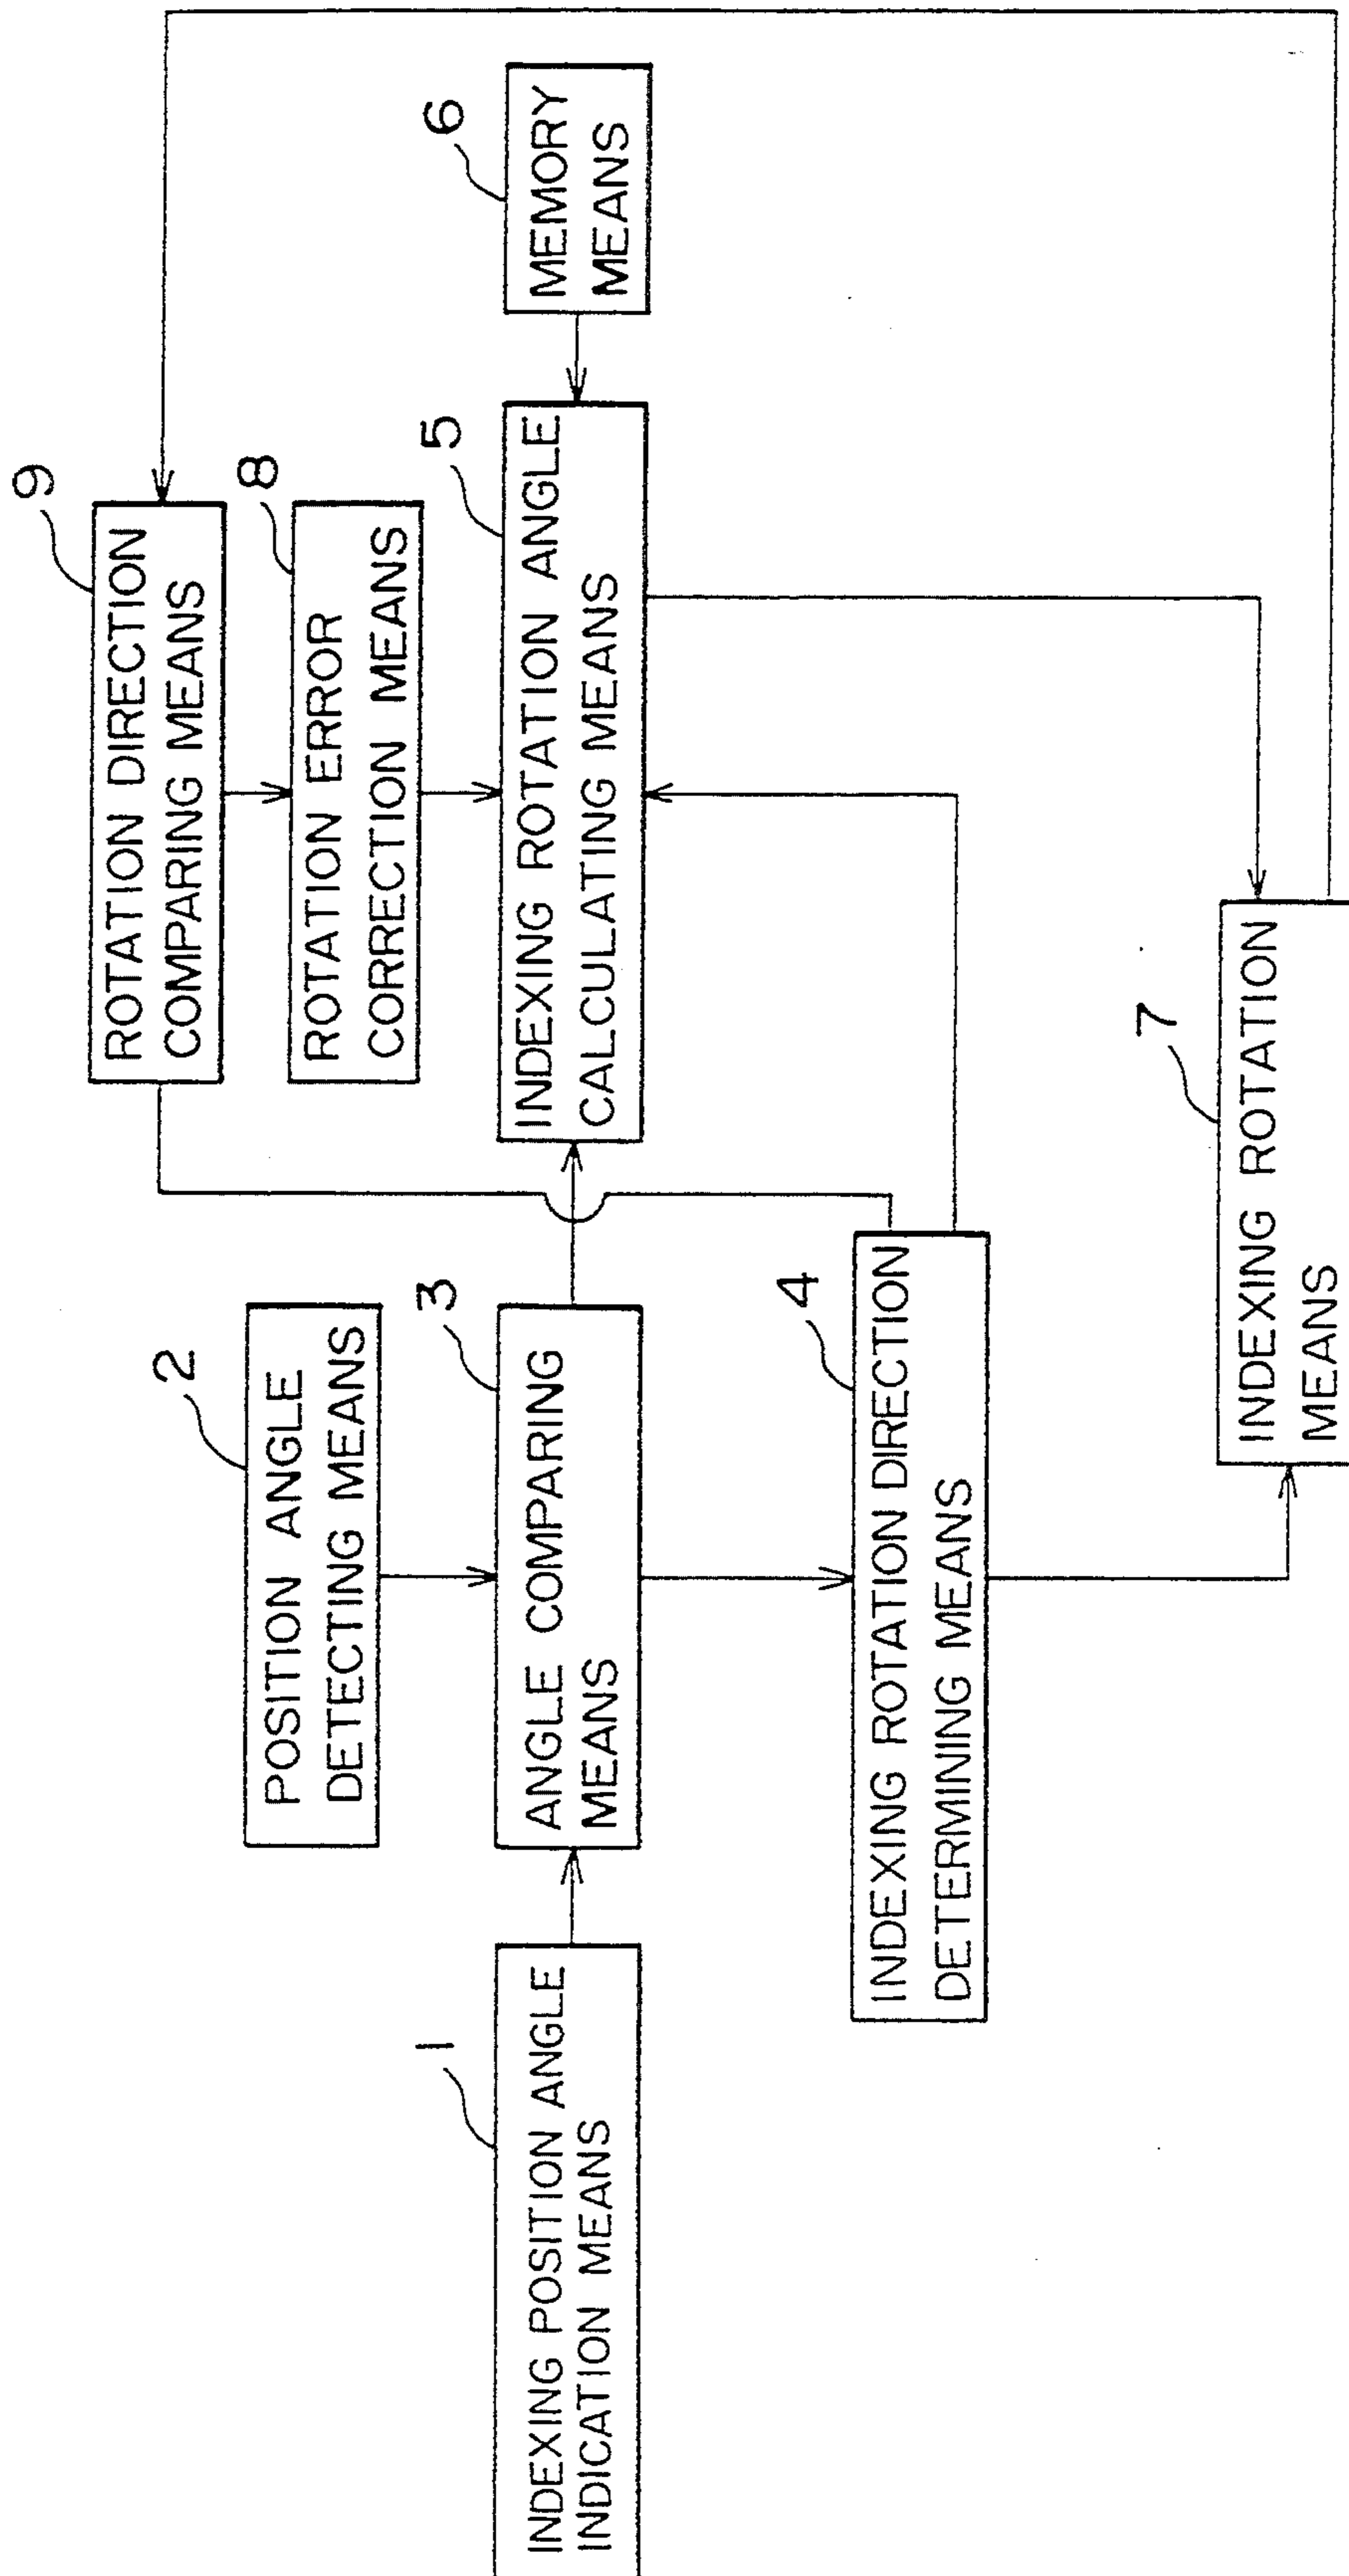 1
INDEXING POSITION ANGLE
INDICATION MEANS
2
POSITION ANGLE
DETECTING MEANS
3
ANGLE COMPARING
MEANS
4
INDEXING ROTATION DIRECTION
DETERMINING MEANS
9
ROTATION DIRECTION
COMPARING MEANS
8
ROTATION ERROR
CORRECTION MEANS
5
INDEXING ROTATION ANGLE
CALCULATING MEANS
6
MEMORY
MEANS
7
INDEXING ROTATION
MEANS